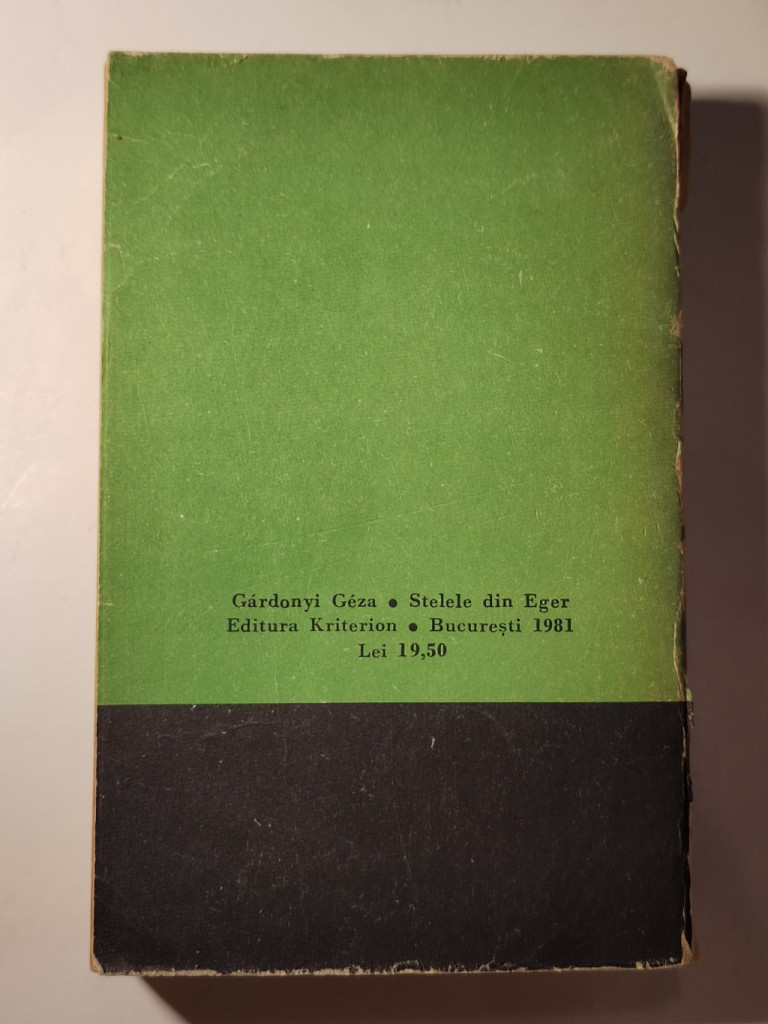 Gárdonyi Géza • Stelele din Eger
Editura Kriterion • București 1981
Lei 19,50